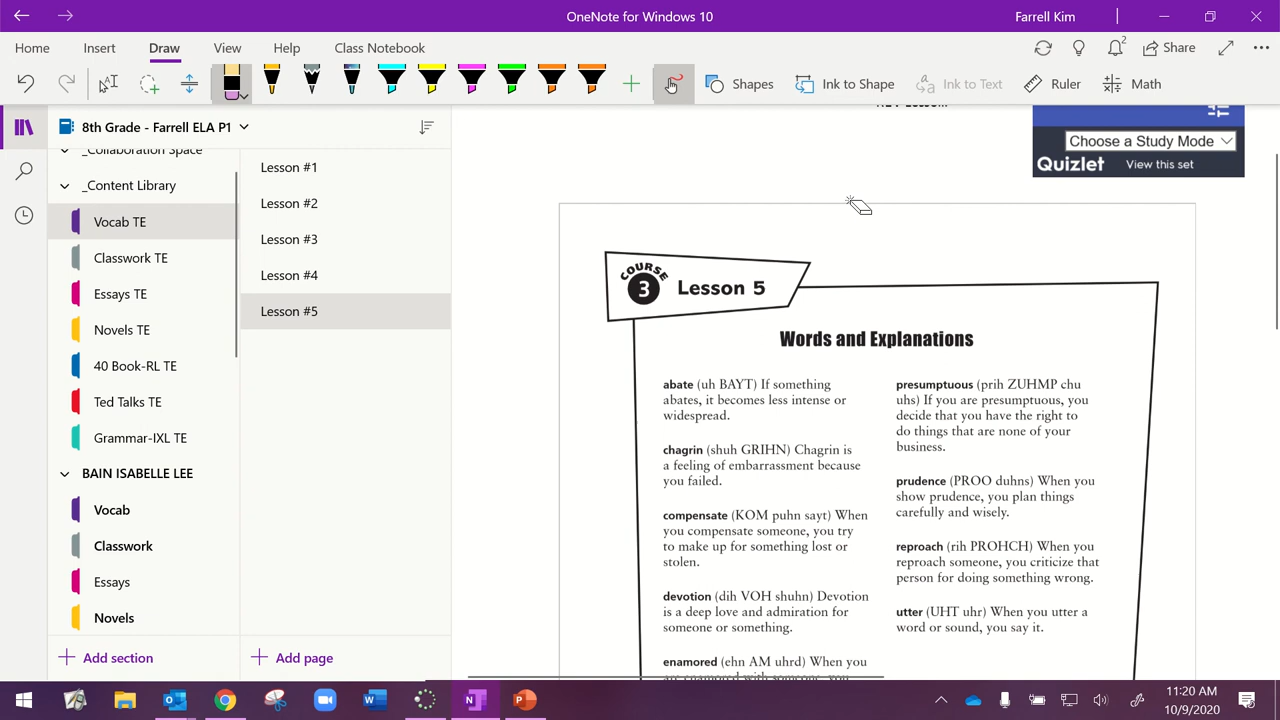 OneNote for Windows 10
Farrell Kim
Home Insert Draw View Help Class Notebook
2
Share
Shapes
Ink to Shape
Ink to Text
Ruler
Math
8th Grade - Farrell ELA P1
_Collaboration Space
_Content Library
Vocab TE
Classwork TE
Essays TE
Novels TE
40 Book-RL TE
Ted Talks TE
Grammar-IXL TE
BAIN ISABELLE LEE
Vocab
Classwork
Essays
Novels
Add section
Lesson #1
Lesson #2
Lesson #3
Lesson #4
Lesson #5
Add page
Choose a Study Mode
Quizlet View this set
COURSE
3
Lesson 5
Words and Explanations
abate (uh BAYT) If something
abates, it becomes less intense or
widespread.
chagrin (shuh GRIHN) Chagrin is
a feeling of embarrassment because
you failed.
compensate (KOM puhn sayt) When
you compensate someone, you try
to make up for something lost or
stolen.
devotion (dih VOH shuhn) Devotion
is a deep love and admiration for
someone or something.
enamored (ehn AM uhrd) When you
presumptuous (prih ZUHMP chu
uhs) If you are presumptuous, you
decide that you have the right to
do things that are none of your
business.
prudence (PROO duhns) When you
show prudence, you plan things
carefully and wisely.
reproach (rih PROHCH) When you
reproach someone, you criticize that
person for doing something wrong.
utter (UHT uhr) When you utter a
word or sound, you say it.
11:20 AM
10/9/2020